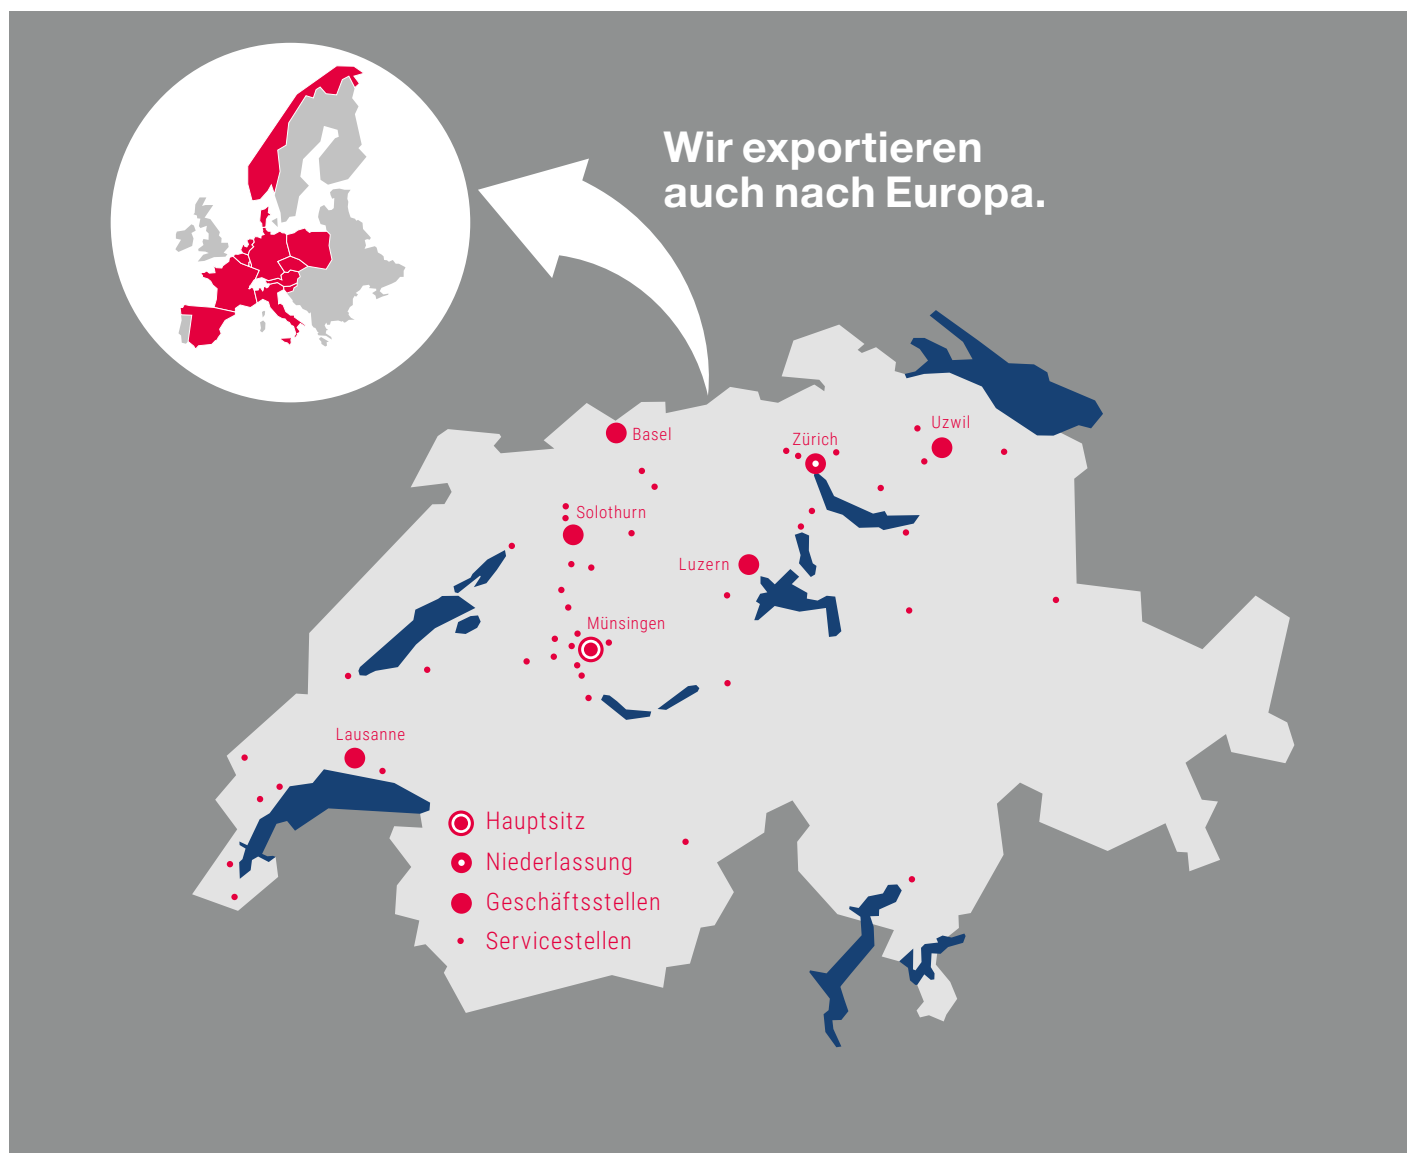 Wir exportieren
auch nach Europa.
Uzwil
Basel
Zürich
Solothurn
Luzern
Münsingen
Lausanne
Hauptsitz
Niederlassung
Geschäftsstellen
Servicestellen